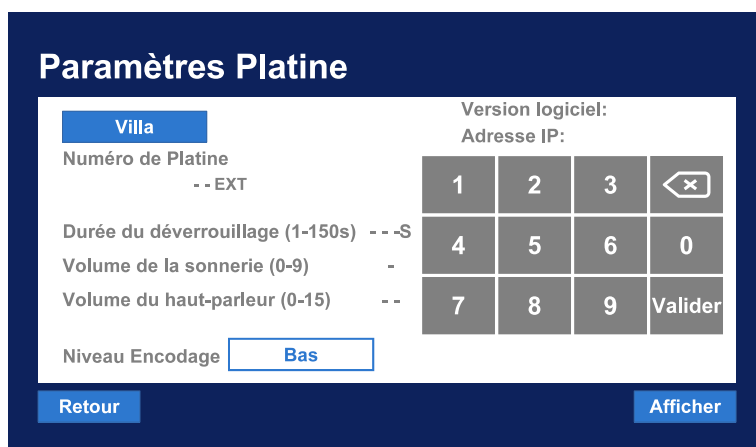 Paramètres Platine
Villa
Version logiciel:
Adresse IP:
Numéro de Platine
- - EXT
Durée du déverrouillage (1-150s) - - -S
Volume de la sonnerie (0-9) -
Volume du haut-parleur (0-15) - -
Niveau Encodage Bas
1 2 3
4 5 6 0
7 8 9 Valider
Retour Afficher